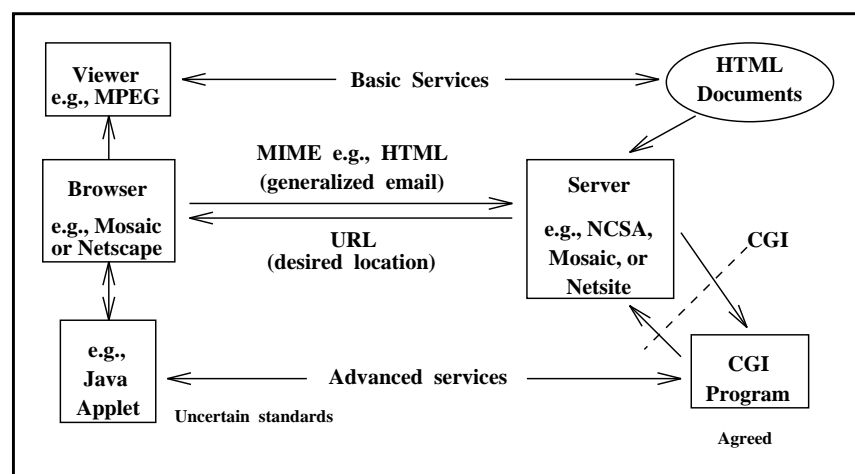 Viewer
e.g., MPEG
Basic Services
HTML
Documents
MIME e.g., HTML
(generalized email)
Browser
e.g., Mosaic
or Netscape
URL
(desired location)
Server
e.g., NCSA,
Mosaic, or
Netsite
CGI
e.g.,
Java
Applet
Advanced services
CGI
Program
Uncertain standards
Agreed